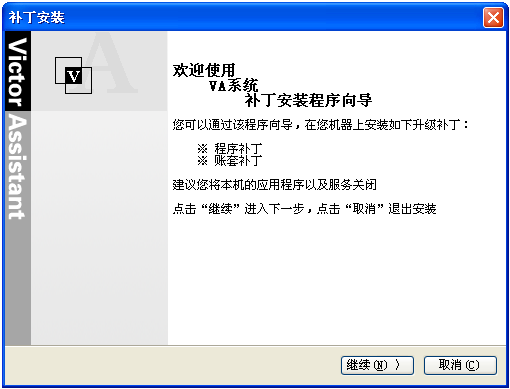 补丁安装
Victor Assistant
A
V
欢迎使用
VA系统
补丁安装程序向导
您可以通过该程序向导，在您机器上安装如下升级补丁：
※ 程序补丁
※ 账套补丁
建议您将本机的应用程序以及服务关闭
点击“继续”进入下一步，点击“取消”退出安装
继续(N) 〉
取消(C)